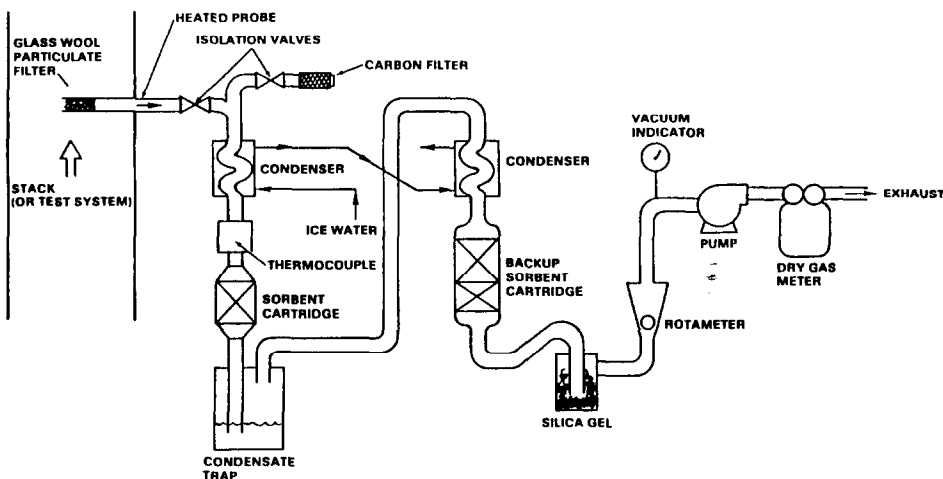 HEATED PROBE
GLASS WOOL
PARTICULATE
FILTER
ISOLATION VALVES
CARBON FILTER
STACK
(OR TEST SYSTEM)
CONDENSER
ICE WATER
THERMOCOUPLE
SORBENT
CARTRIDGE
CONDENSATE
TRAP
CONDENSER
BACKUP
SORBENT
CARTRIDGE
SILICA GEL
VACUUM
INDICATOR
ROTAMETER
PUMP
DRY GAS
METER
EXHAUST